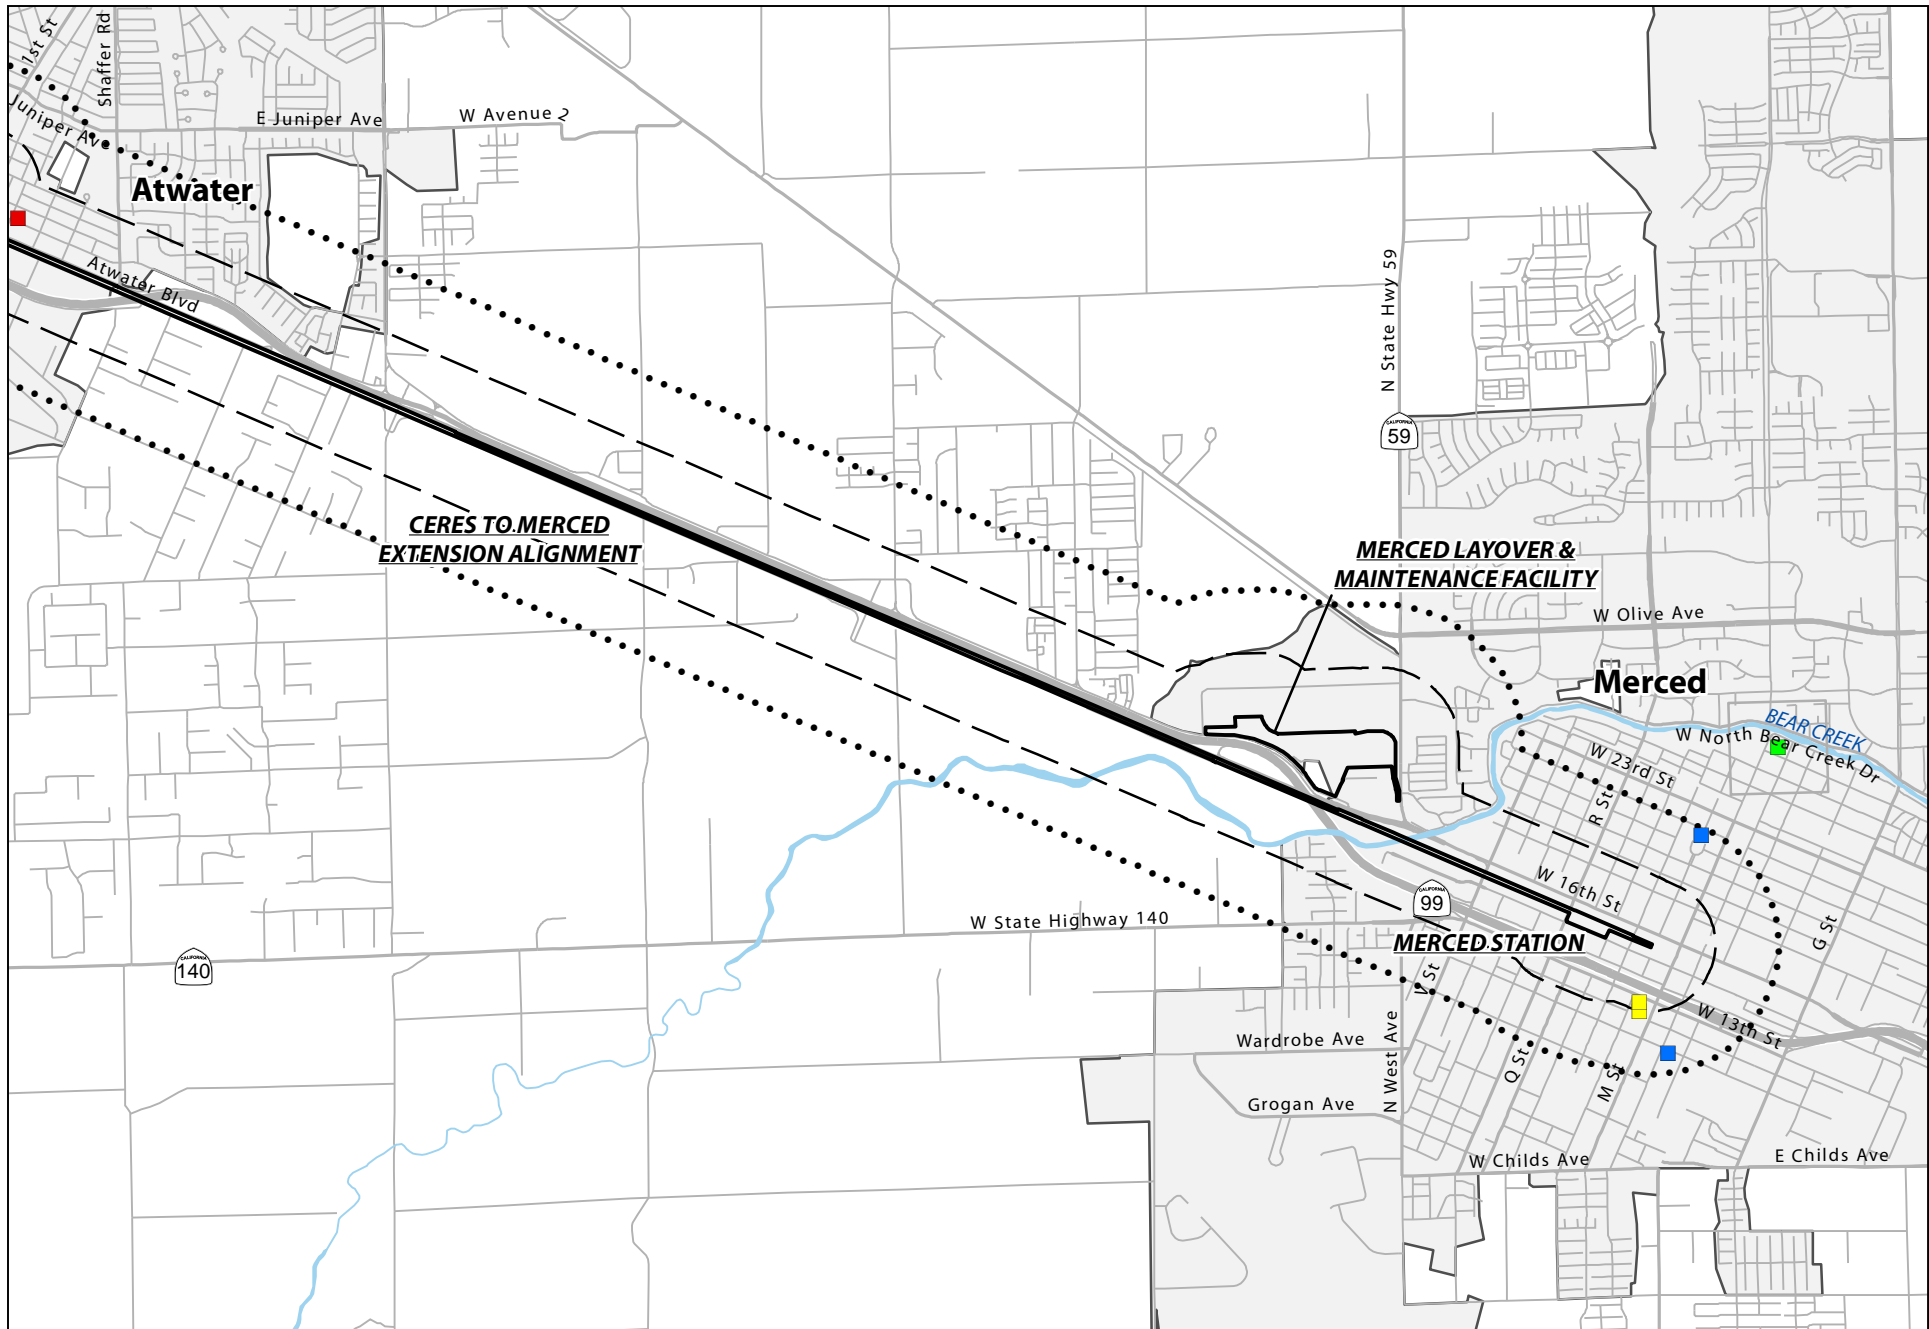 1st St
Shaffer Rd
Juniper Ave
E Juniper Ave
W Avenue 2
Atwater
Atwater Blvd
N State Hwy 59
CALIFORNIA
59
CERES TO MERCED
EXTENSION ALIGNMENT
MERCED LAYOVER &
MAINTENANCE FACILITY
W Olive Ave
Merced
BEAR CREEK
W North Bear Creek Dr
W 23rd St
R St
W 16th St
CALIFORNIA
99
G St
W State Highway 140
MERCED STATION
CALIFORNIA
140
V St
W 13th St
Wardrobe Ave
N West Ave
Q St
M St
Grogan Ave
W Childs Ave
E Childs Ave